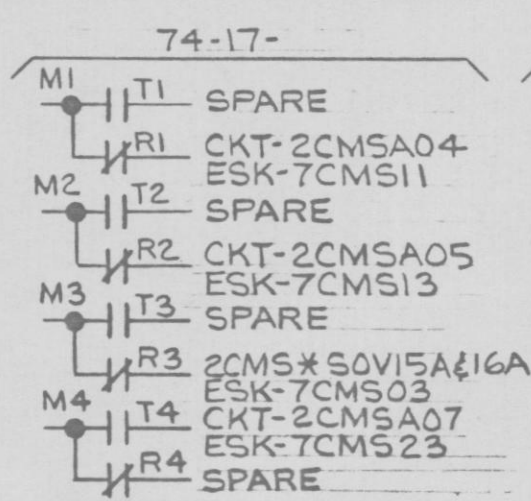 74-17-
M1 T1 SPARE
R1 CKT-2CMSA04
ESK-7CMS11
M2 T2 SPARE
R2 CKT-2CMSA05
ESK-7CMS13
M3 T3 SPARE
R3 2CMS*SOV15A&16A
ESK-7CMS03
M4 T4 CKT-2CMSA07
ESK-7CMS23
R4 SPARE